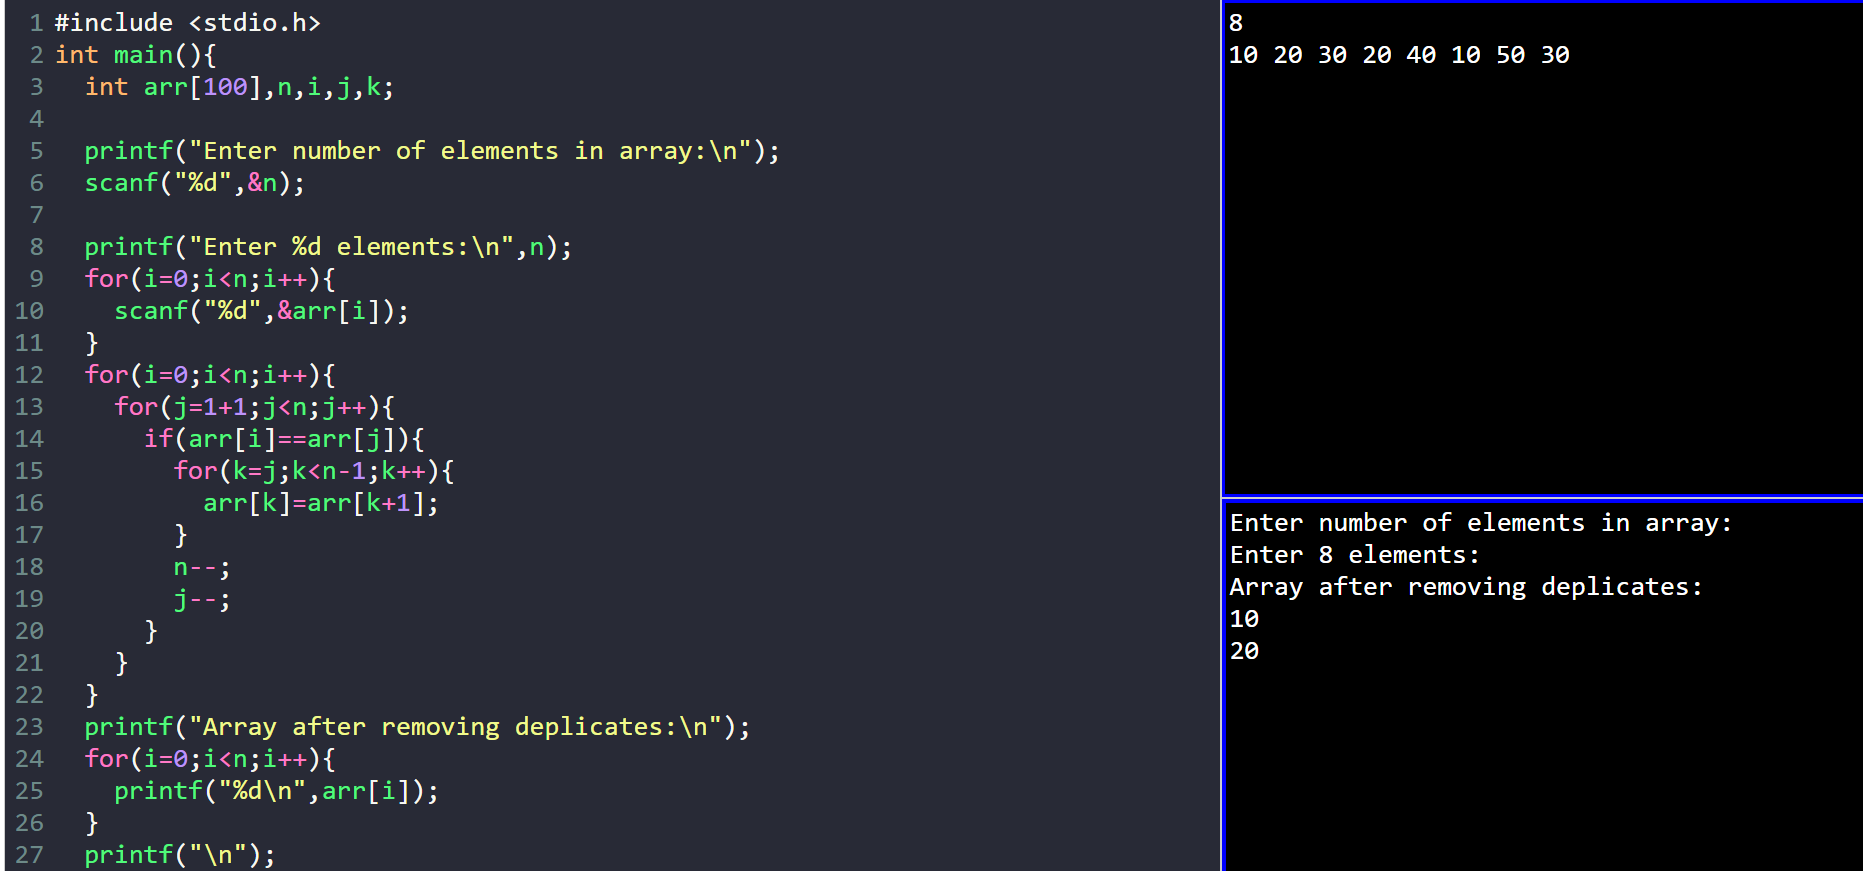 1 #include <stdio.h>
2 int main(){
3   int arr[100],n,i,j,k;
4
5   printf("Enter number of elements in array:\n");
6   scanf("%d",&n);
7
8   printf("Enter %d elements:\n",n);
9   for(i=0;i<n;i++){
10     scanf("%d",&arr[i]);
11   }
12   for(i=0;i<n;i++){
13     for(j=1+1;j<n;j++){
14       if(arr[i]==arr[j]){
15         for(k=j;k<n-1;k++){
16           arr[k]=arr[k+1];
17         }
18         n--;
19         j--;
20       }
21     }
22   }
23   printf("Array after removing deplicates:\n");
24   for(i=0;i<n;i++){
25     printf("%d\n",arr[i]);
26   }
27   printf("\n");
8
10 20 30 20 40 10 50 30
Enter number of elements in array:
Enter 8 elements:
Array after removing deplicates:
10
20